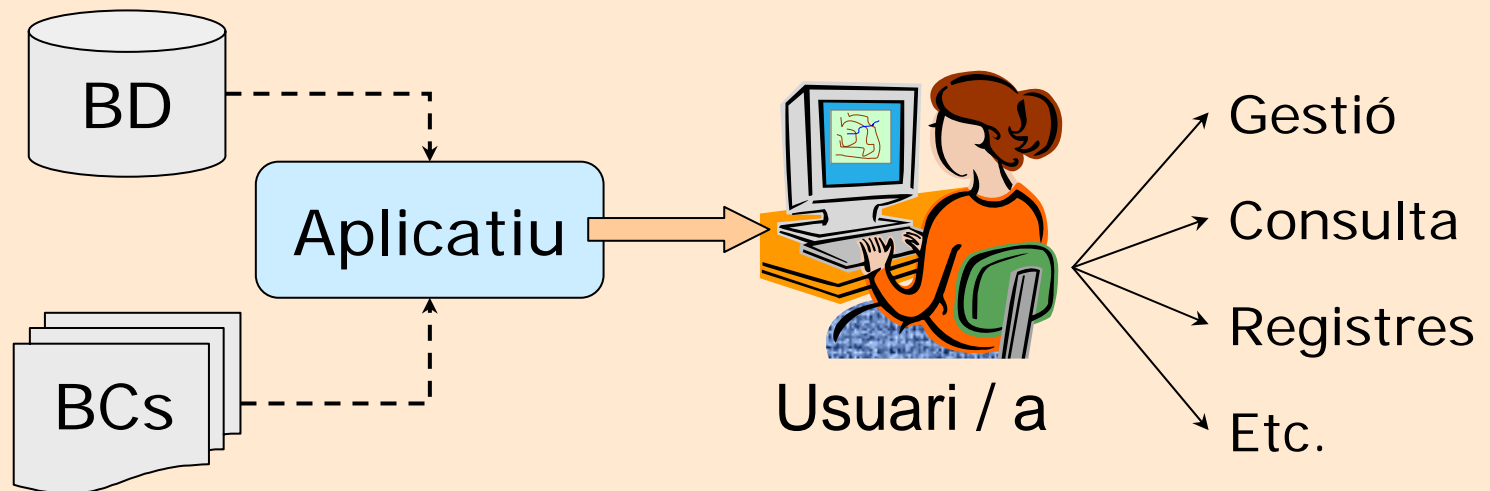 BD
Aplicatiu
BCs
Usuari / a
Gestió
Consulta
Registres
Etc.